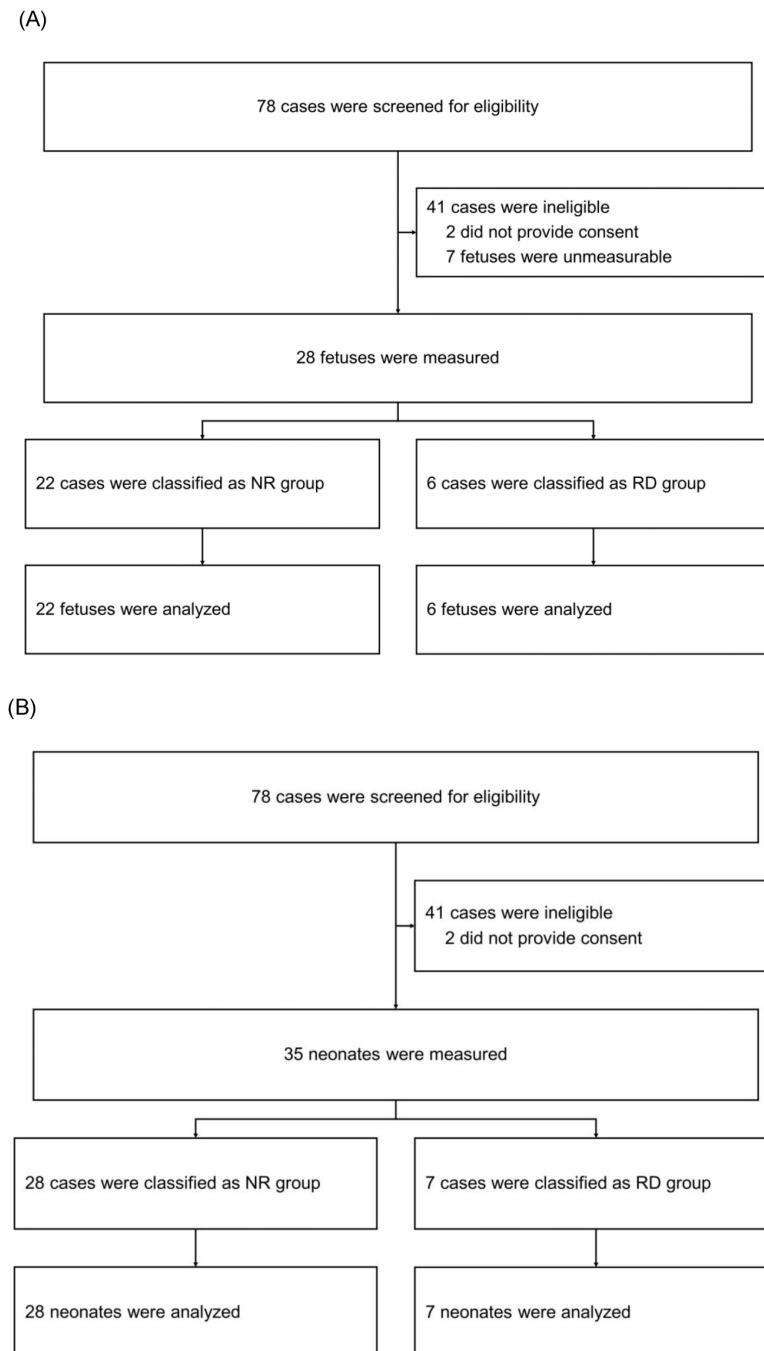 (A)
78 cases were screened for eligibility
41 cases were ineligible
2 did not provide consent
7 fetuses were unmeasurable
28 fetuses were measured
22 cases were classified as NR group
6 cases were classified as RD group
22 fetuses were analyzed
6 fetuses were analyzed
(B)
78 cases were screened for eligibility
41 cases were ineligible
2 did not provide consent
35 neonates were measured
28 cases were classified as NR group
7 cases were classified as RD group
28 neonates were analyzed
7 neonates were analyzed